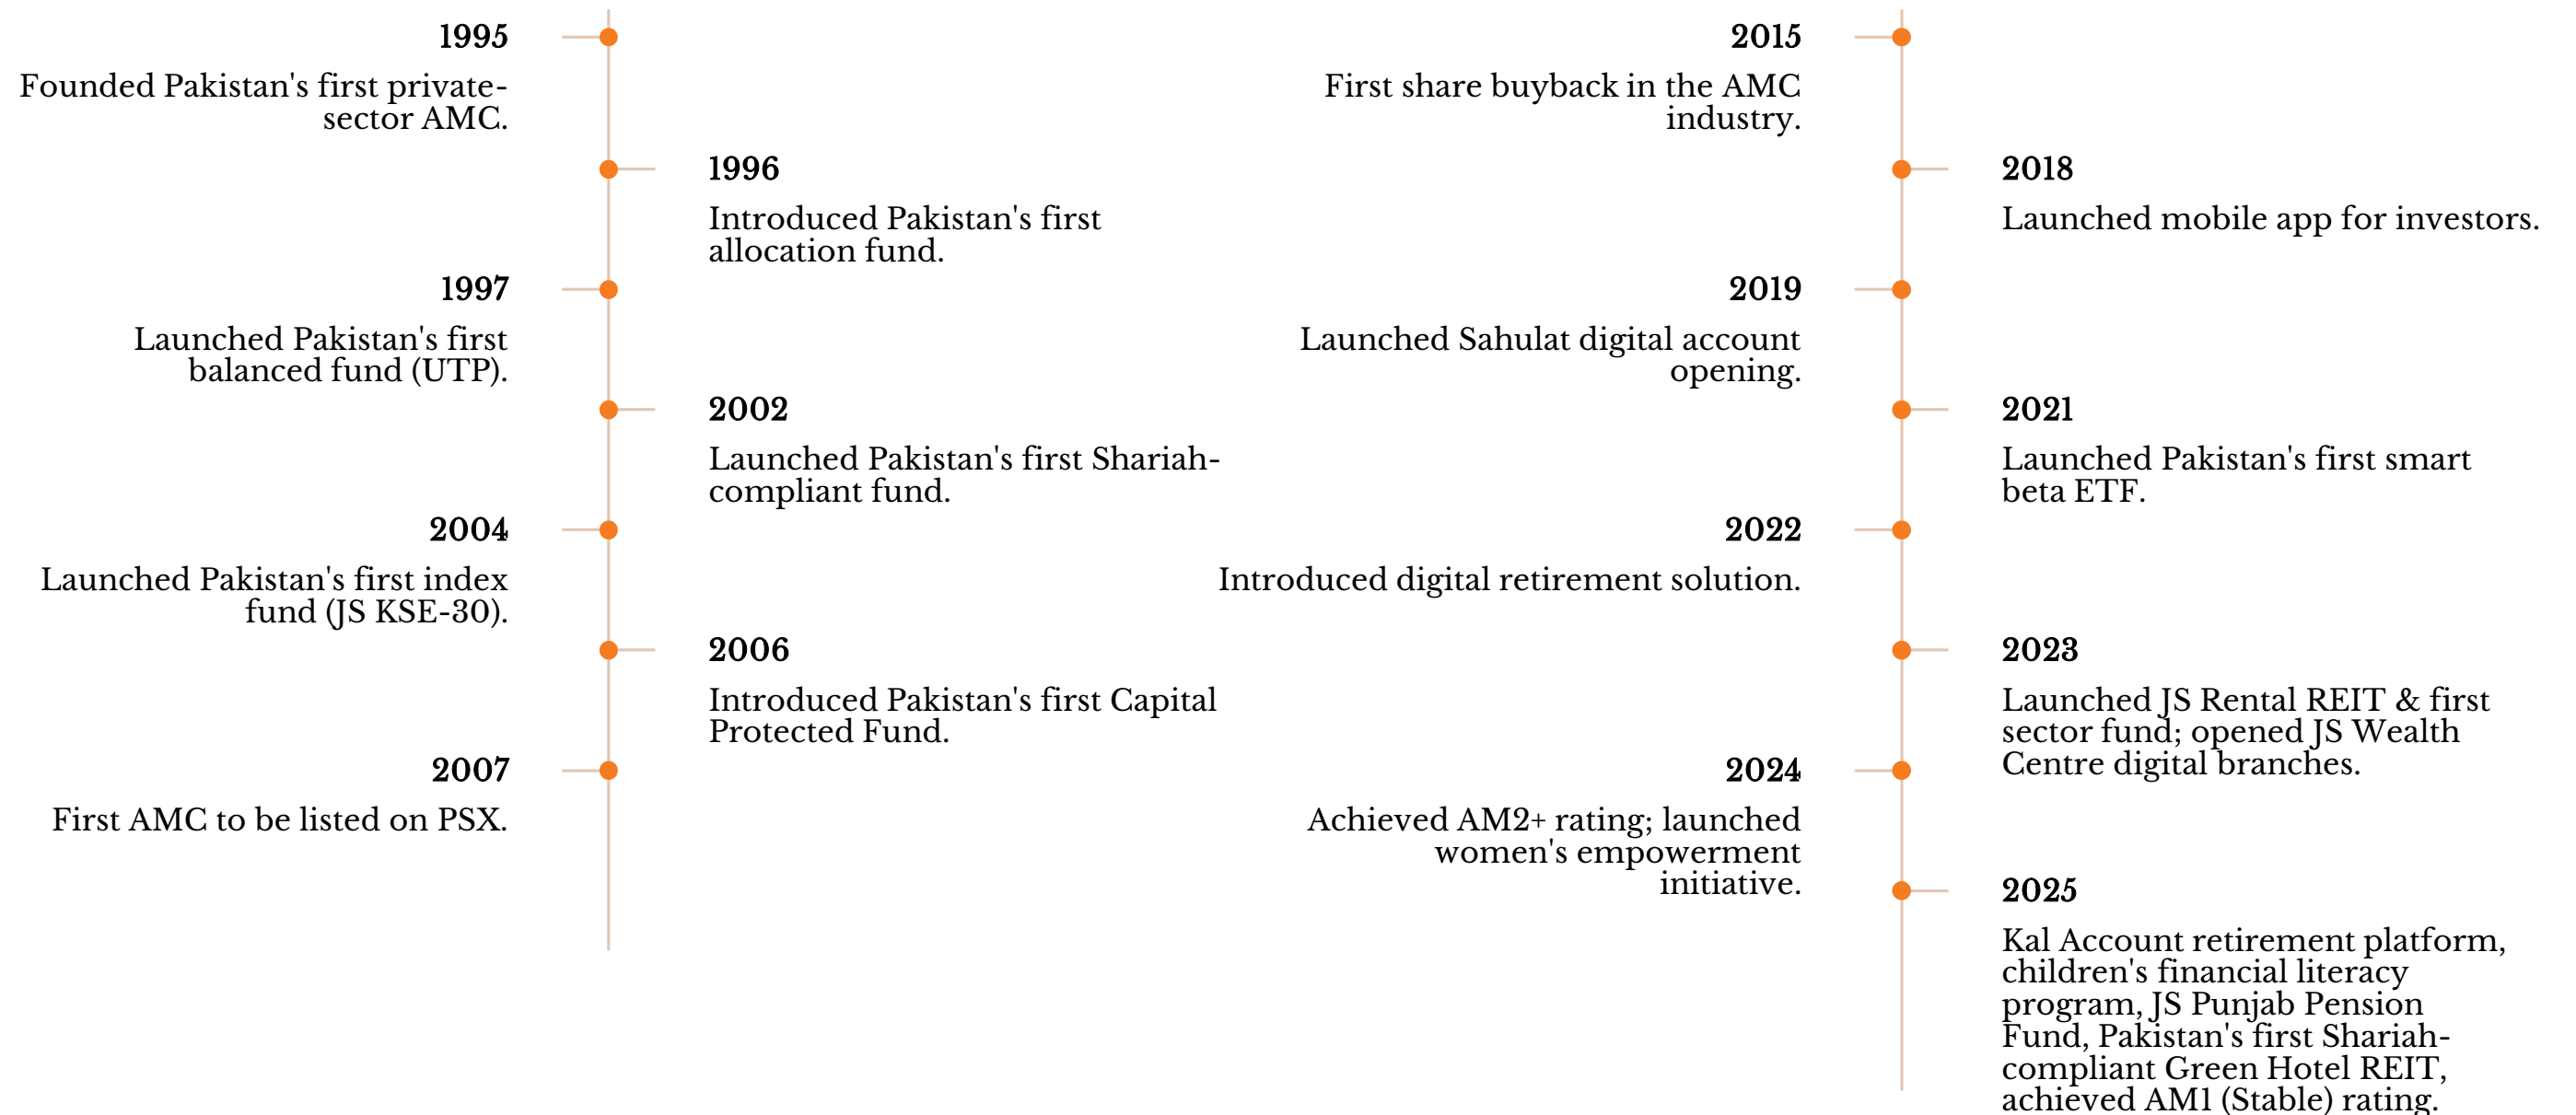 1995
Founded Pakistan's first private-
sector AMC.
1996
Introduced Pakistan's first
allocation fund.
1997
Launched Pakistan's first
balanced fund (UTP).
2002
Launched Pakistan's first Shariah-
compliant fund.
2004
Launched Pakistan's first index
fund (JS KSE-30).
2006
Introduced Pakistan's first Capital
Protected Fund.
2007
First AMC to be listed on PSX.
2015
First share buyback in the AMC
industry.
2018
Launched mobile app for investors.
2019
Launched Sahulat digital account
opening.
2021
Launched Pakistan's first smart
beta ETF.
2022
Introduced digital retirement solution.
2023
Launched JS Rental REIT & first
sector fund; opened JS Wealth
Centre digital branches.
2024
Achieved AM2+ rating; launched
women's empowerment
initiative.
2025
Kal Account retirement platform,
children's financial literacy
program, JS Punjab Pension
Fund, Pakistan's first Shariah-
compliant Green Hotel REIT,
achieved AM1 (Stable) rating.